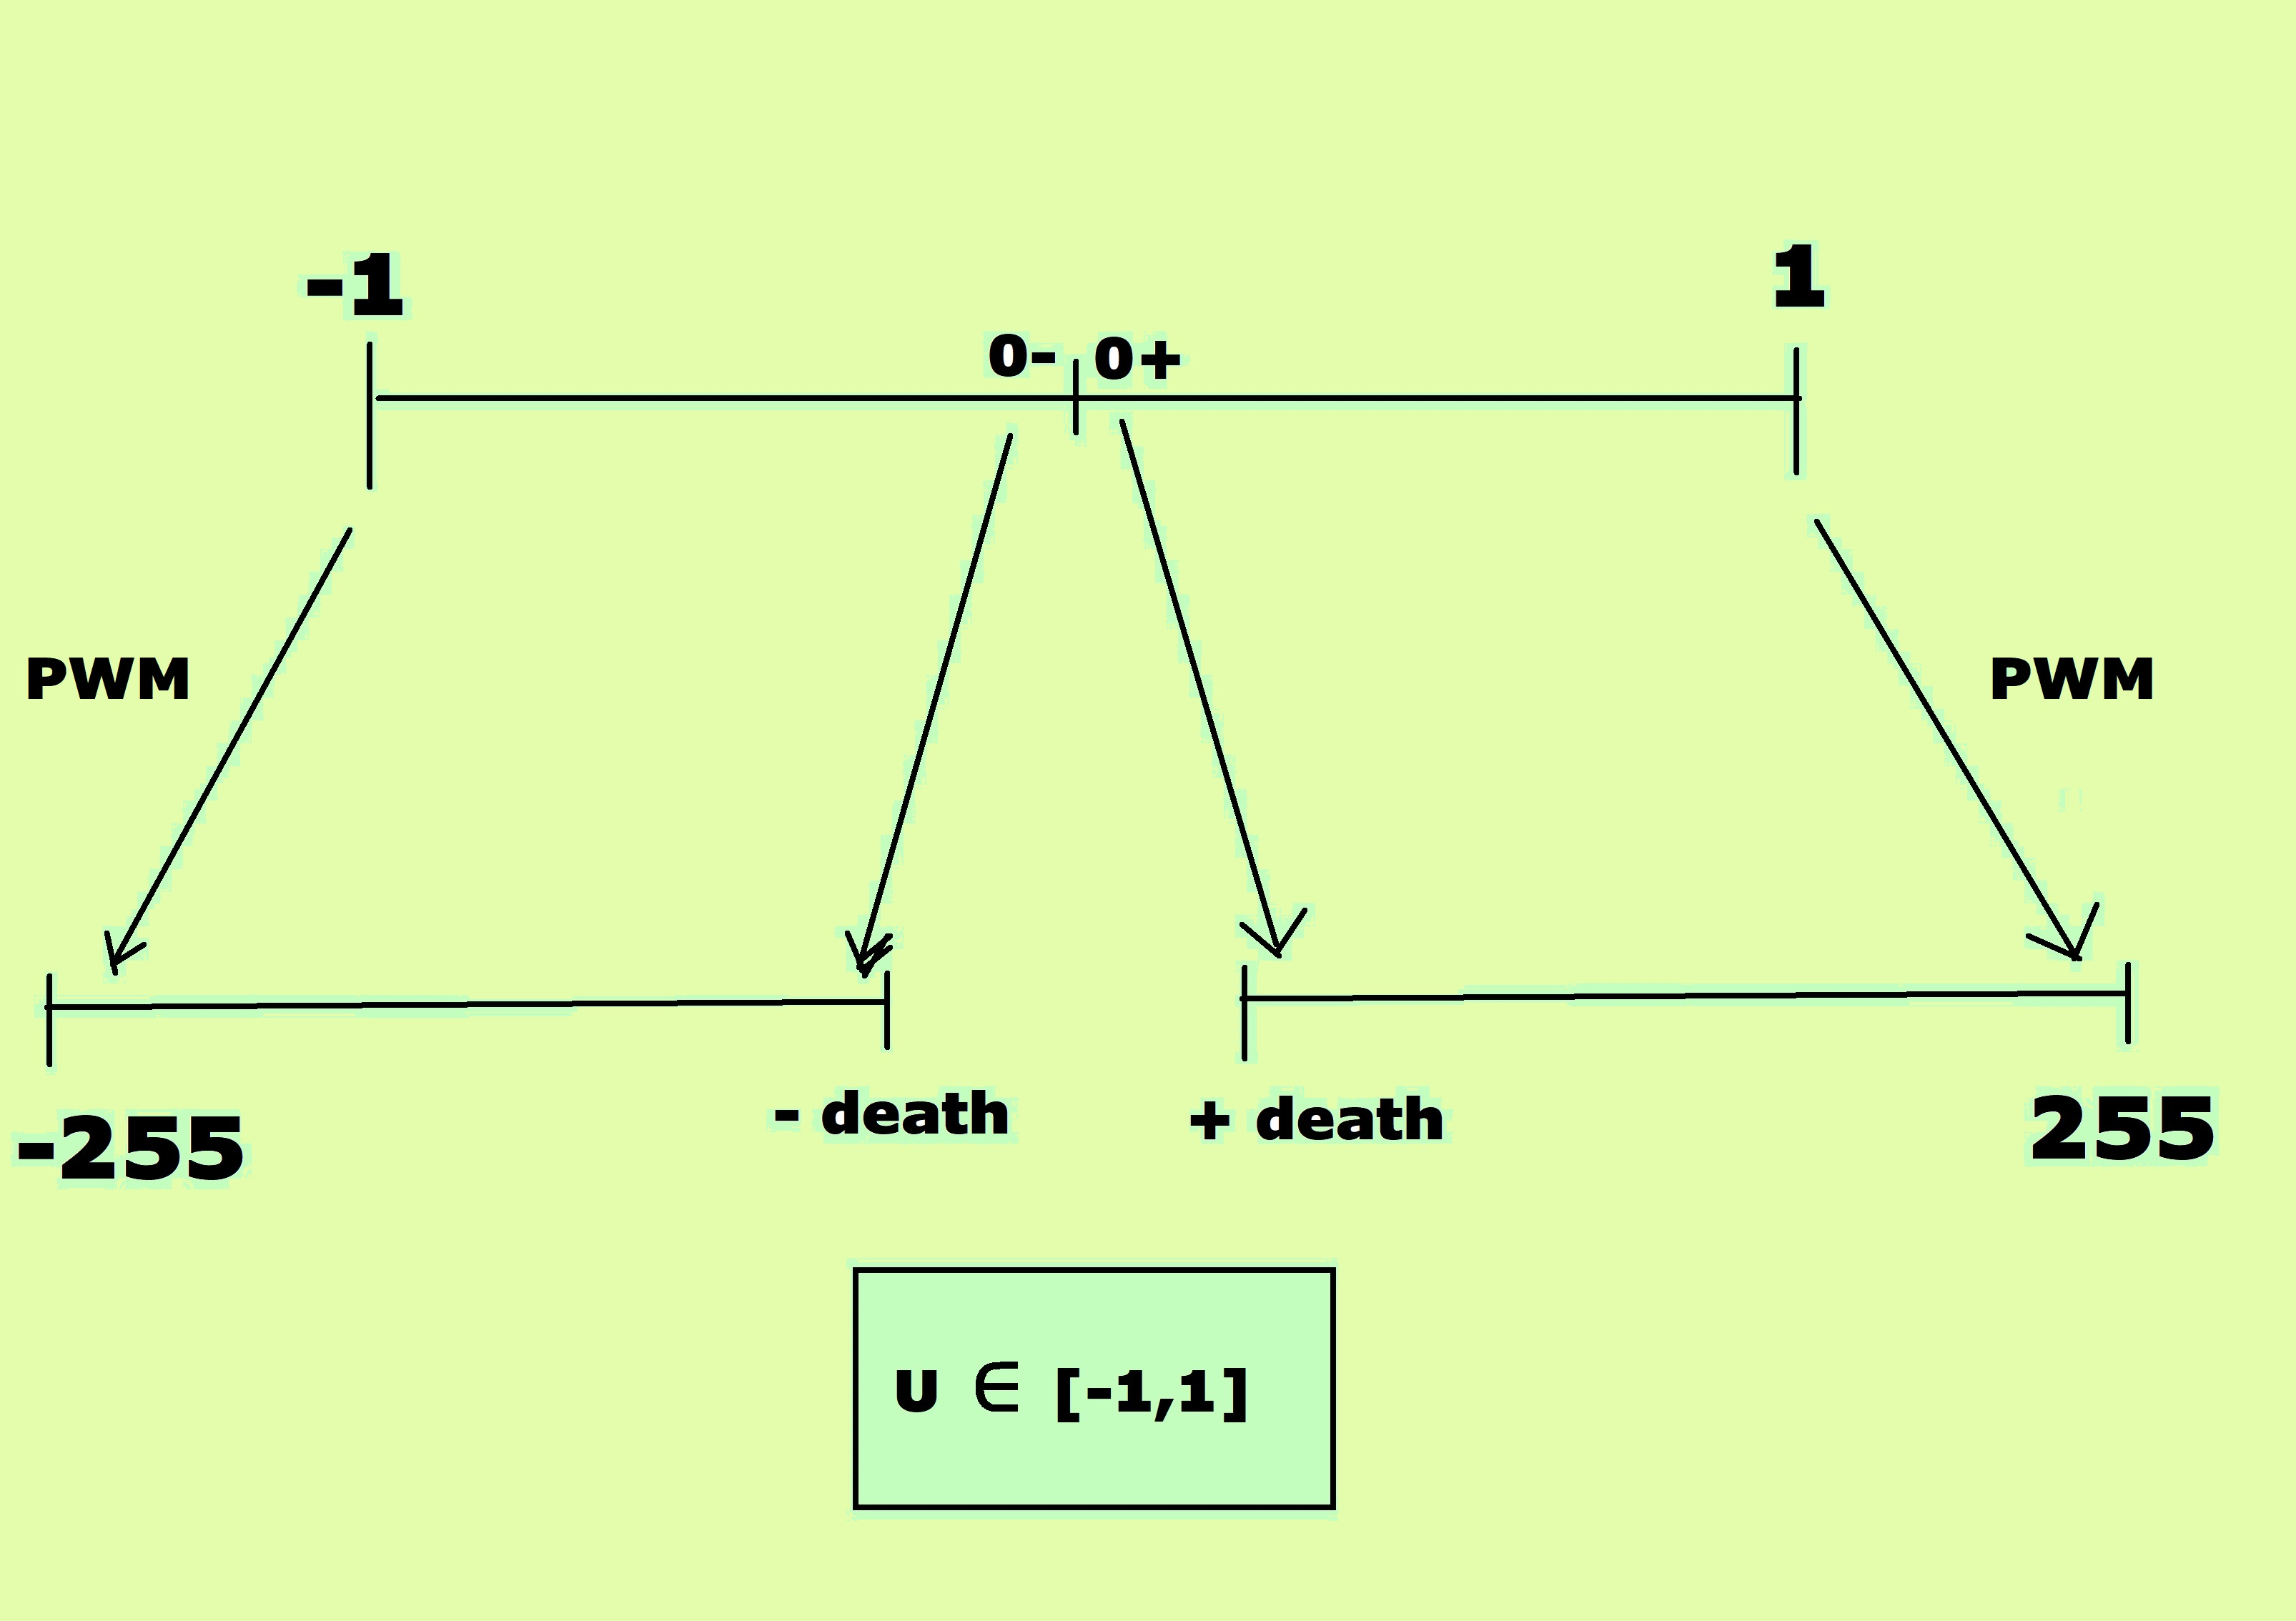 -1
1
0-
0+
PWM
PWM
- death
+ death
-255
255
U ∈ [-1,1]